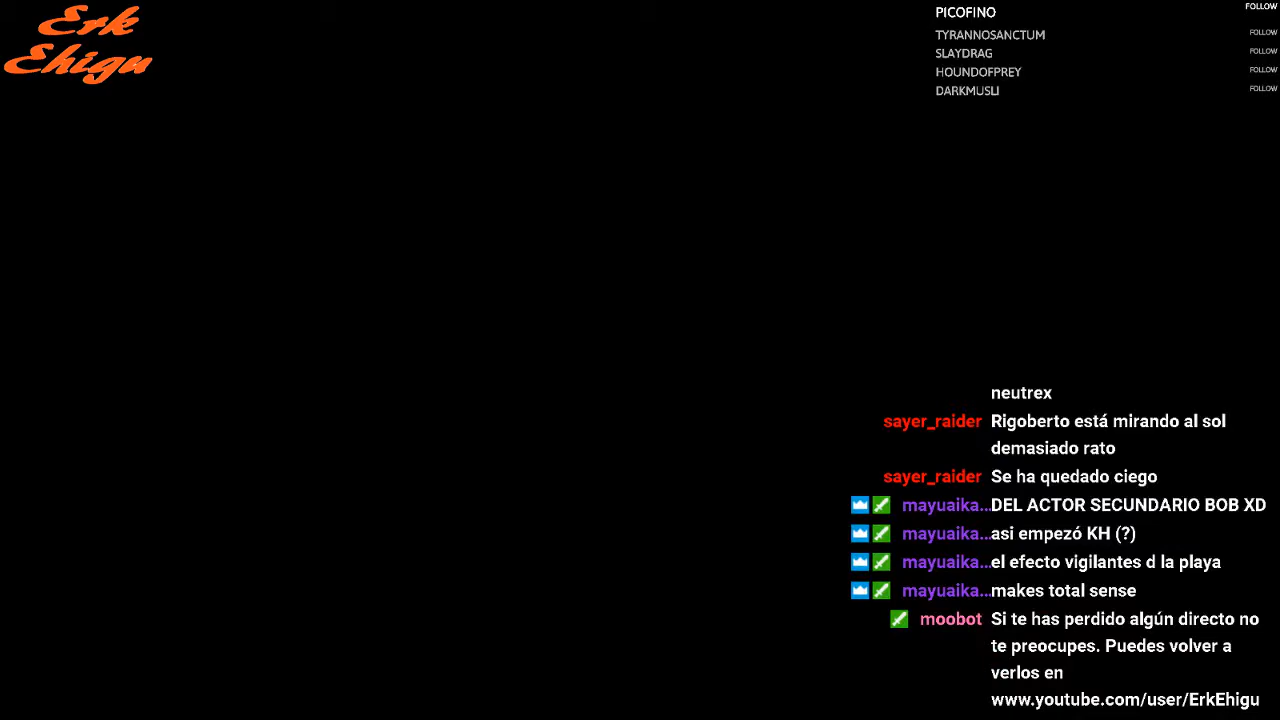 Erk
Ehigu
PICOFINO FOLLOW
TYRANNOSANCTUM FOLLOW
SLAYDRAG FOLLOW
HOUNDOFPREY FOLLOW
DARKMUSLI FOLLOW
neutrex
sayer_raider Rigoberto está mirando al sol
demasiado rato
sayer_raider Se ha quedado ciego
mayuaika... DEL ACTOR SECUNDARIO BOB XD
mayuaika... asi empezó KH (?)
mayuaika... el efecto vigilantes d la playa
mayuaika... makes total sense
moobot Si te has perdido algún directo no
te preocupes. Puedes volver a
verlos en
www.youtube.com/user/ErkEhigu